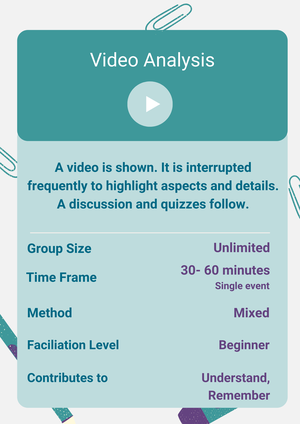 Video Analysis
A video is shown. It is interrupted
frequently to highlight aspects and details.
A discussion and quizzes follow.
Group Size Unlimited
Time Frame 30- 60 minutes
Single event
Method Mixed
Faciliation Level Beginner
Contributes to Understand,
Remember